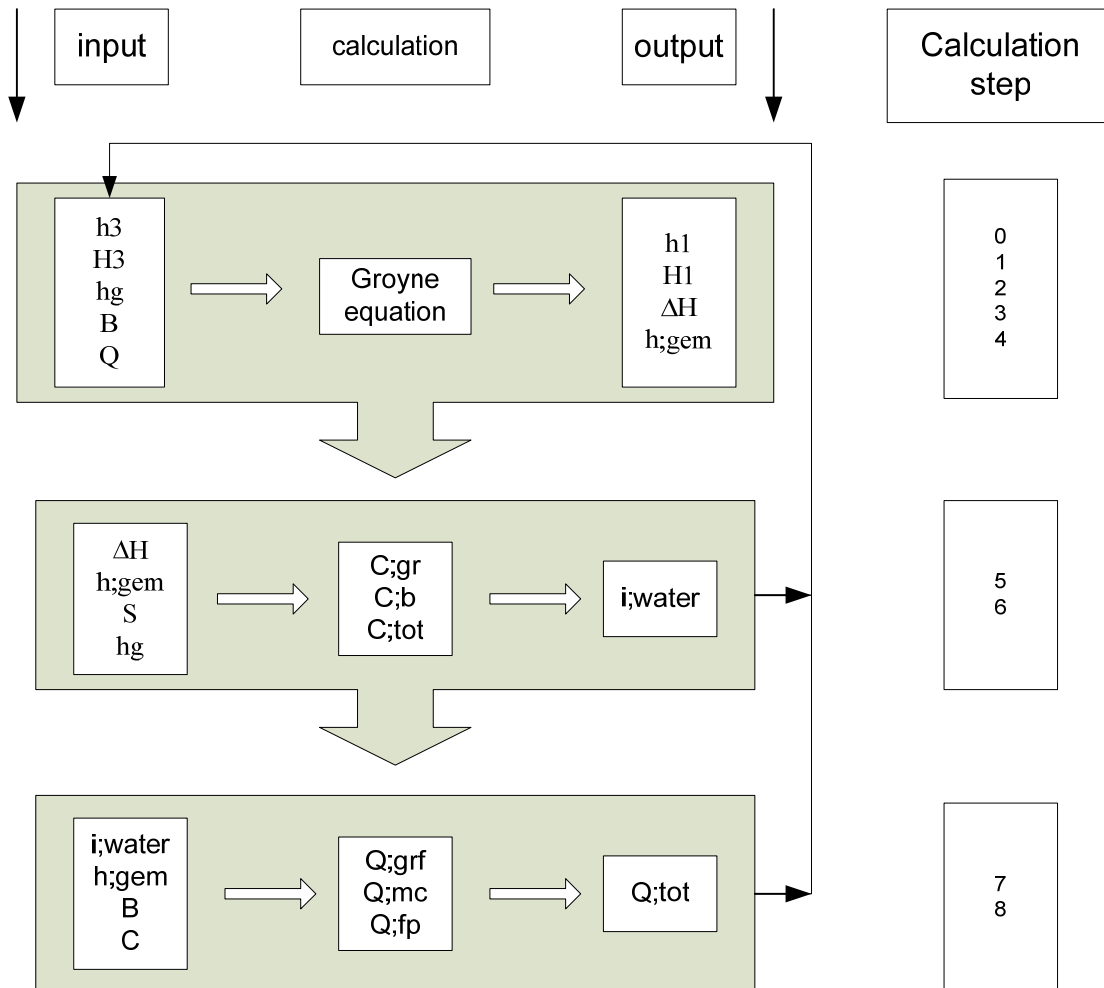 input
calculation
output
Calculation
step
h3
H3
hg
B
Q
Groyne
equation
h1
H1
ΔH
h;gem
0
1
2
3
4
ΔH
h;gem
S
hg
C;gr
C;b
C;tot
i;water
5
6
i;water
h;gem
B
C
Q;grf
Q;mc
Q;fp
Q;tot
7
8